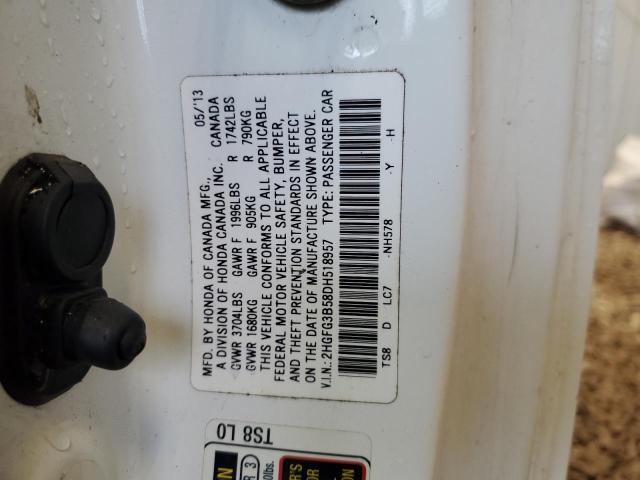 MFD. BY HONDA OF CANADA MFG., 05/'13
A DIVISION OF HONDA CANADA INC. CANADA
GVWR 3704LBS GAWR F 1996LBS R 1742LBS
GVWR 1680KG GAWR F 905KG R 790KG
THIS VEHICLE CONFORMS TO ALL APPLICABLE
FEDERAL MOTOR VEHICLE SAFETY, BUMPER,
AND THEFT PREVENTION STANDARDS IN EFFECT
ON THE DATE OF MANUFACTURE SHOWN ABOVE.
V.I.N.: 2HGFG3B58DH518957 TYPE: PASSENGER CAR
TS8 D LC7 -NH578 -Y -H
TS8 L0